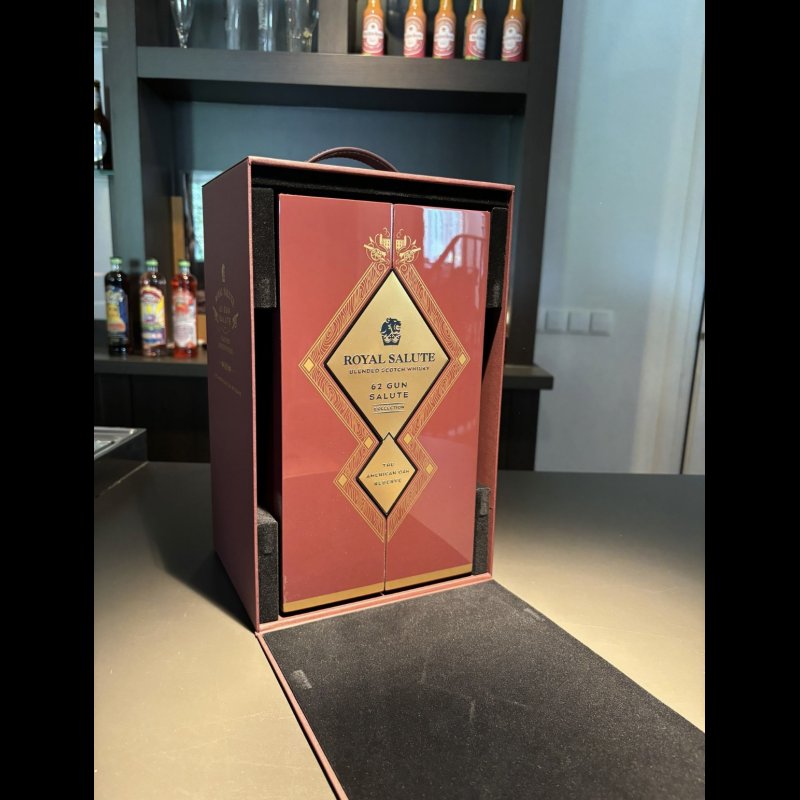 ROYAL SALUTE
BLENDED SCOTCH WHISKY
62 GUN
SALUTE
COLLECTION
THE
AMERICAN OAK
RESERVE